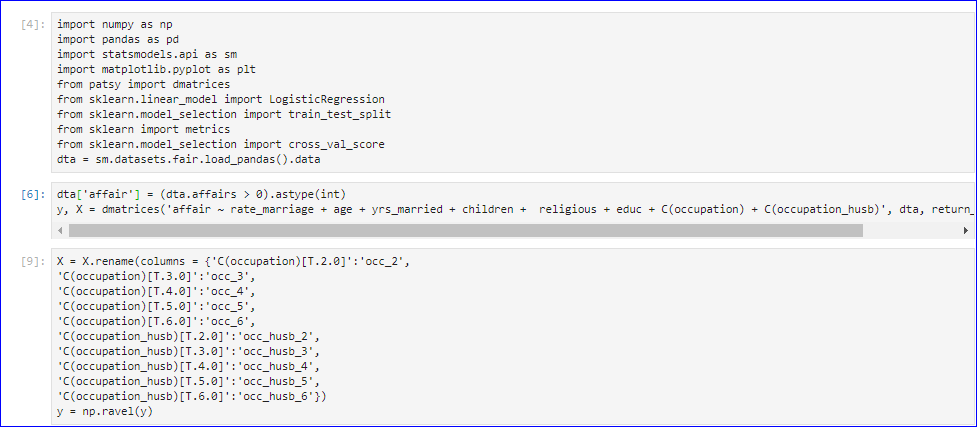 [4]: import numpy as np
import pandas as pd
import statsmodels.api as sm
import matplotlib.pyplot as plt
from patsy import dmatrices
from sklearn.linear_model import LogisticRegression
from sklearn.model_selection import train_test_split
from sklearn import metrics
from sklearn.model_selection import cross_val_score
dta = sm.datasets.fair.load_pandas().data
[6]: dta['affair'] = (dta.affairs > 0).astype(int)
y, X = dmatrices('affair ~ rate_marriage + age + yrs_married + children +  religious + educ + C(occupation) + C(occupation_husb)', dta, return_
[9]: X = X.rename(columns = {'C(occupation)[T.2.0]':'occ_2',
'C(occupation)[T.3.0]':'occ_3',
'C(occupation)[T.4.0]':'occ_4',
'C(occupation)[T.5.0]':'occ_5',
'C(occupation)[T.6.0]':'occ_6',
'C(occupation_husb)[T.2.0]':'occ_husb_2',
'C(occupation_husb)[T.3.0]':'occ_husb_3',
'C(occupation_husb)[T.4.0]':'occ_husb_4',
'C(occupation_husb)[T.5.0]':'occ_husb_5',
'C(occupation_husb)[T.6.0]':'occ_husb_6'})
y = np.ravel(y)